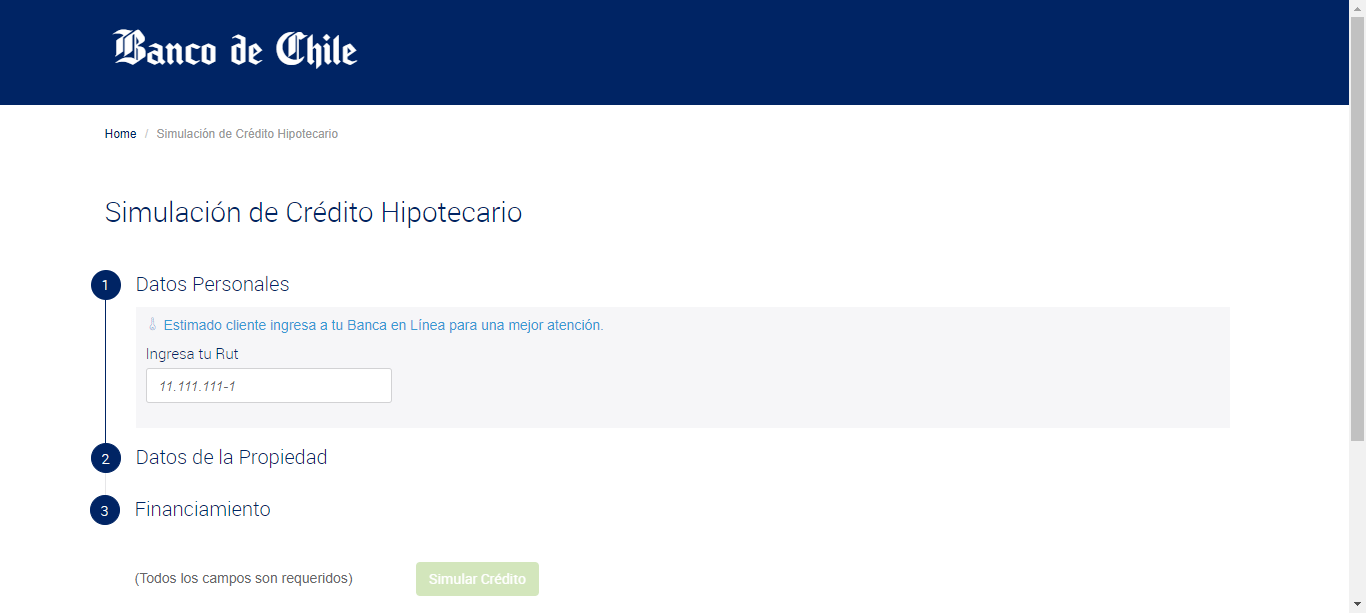 Banco de Chile
Home / Simulación de Crédito Hipotecario
Simulación de Crédito Hipotecario
1 Datos Personales
Estimado cliente ingresa a tu Banca en Línea para una mejor atención.
Ingresa tu Rut
11.111.111-1
2 Datos de la Propiedad
3 Financiamiento
(Todos los campos son requeridos) Simular Crédito